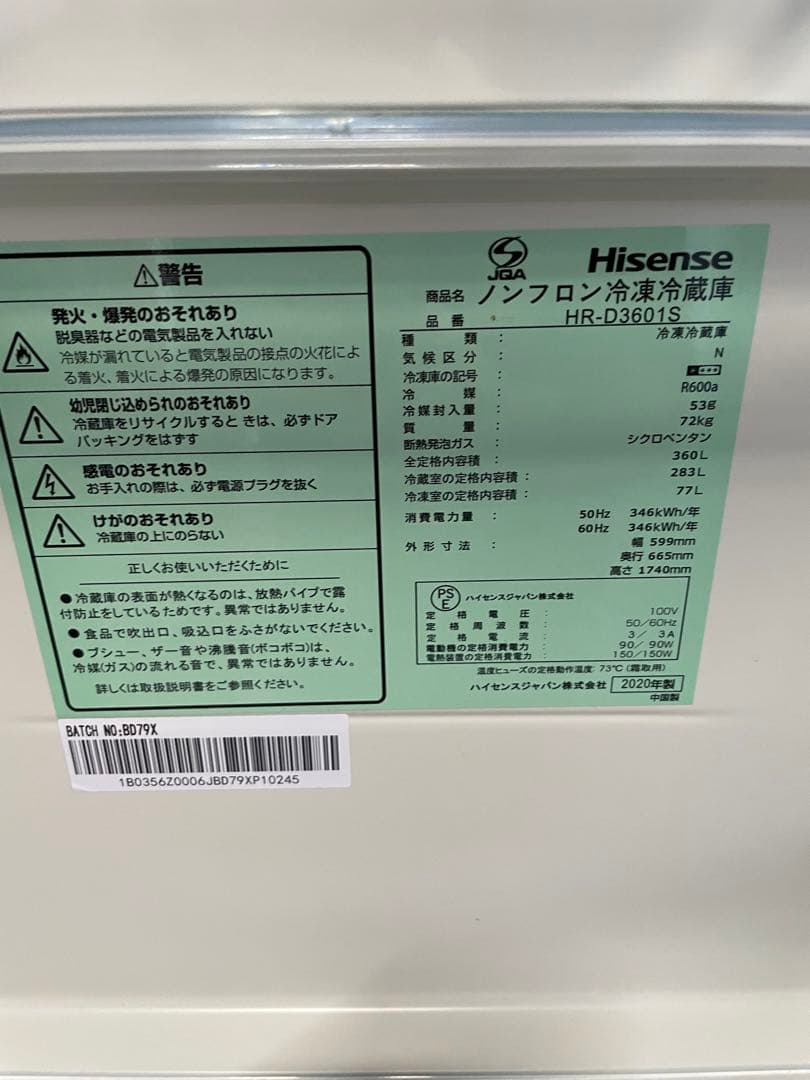 ⚠警告
発火・爆発のおそれあり
脱臭器などの電気製品を入れない
冷媒が漏れていると電気製品の接点の火花によ
る着火、着火による爆発の原因になります。
幼児閉じ込められのおそれあり
冷蔵庫をリサイクルするときは、必ずドア
パッキングをはずす
感電のおそれあり
お手入れの際は、必ず電源プラグを抜く
けがのおそれあり
冷蔵庫の上にのらない
正しくお使いいただくために
●冷蔵庫の表面が熱くなるのは、放熱パイプで露
付防止をしているためです。異常ではありません。
●食品で吹出口、吸込口をふさがないでください。
●ブシュー、ザー音や沸騰音(ボコボコ)は、
冷媒(ガス)の流れる音で、異常ではありません。
詳しくは取扱説明書をご参照ください。
JQA
Hisense
商品名 ノンフロン冷凍冷蔵庫
品番 HR-D3601S
種類 : 冷凍冷蔵庫
気候区分 : N
冷凍庫の記号 : ****
冷媒 : R600a
冷媒封入量 : 53g
質量 : 72kg
断熱発泡ガス : シクロペンタン
全定格内容積 : 360L
冷蔵室の定格内容積 : 283L
冷凍室の定格内容積 : 77L
消費電力量 : 50Hz 346kWh/年
60Hz 346kWh/年
外形寸法 : 幅 599mm
奥行 665mm
高さ 1740mm
PSE ハイセンスジャパン株式会社
定格電圧 : 100V
定格周波数 : 50/60Hz
定格電流 : 3/ 3A
電動機の定格消費電力 : 90/ 90W
電熱装置の定格消費電力 : 150/150W
温度ヒューズの定格動作温度: 73℃(霜取用)
ハイセンスジャパン株式会社 2020年製
中国製
BATCH NO:BD79X
1B0356Z0006JBD79XP10245